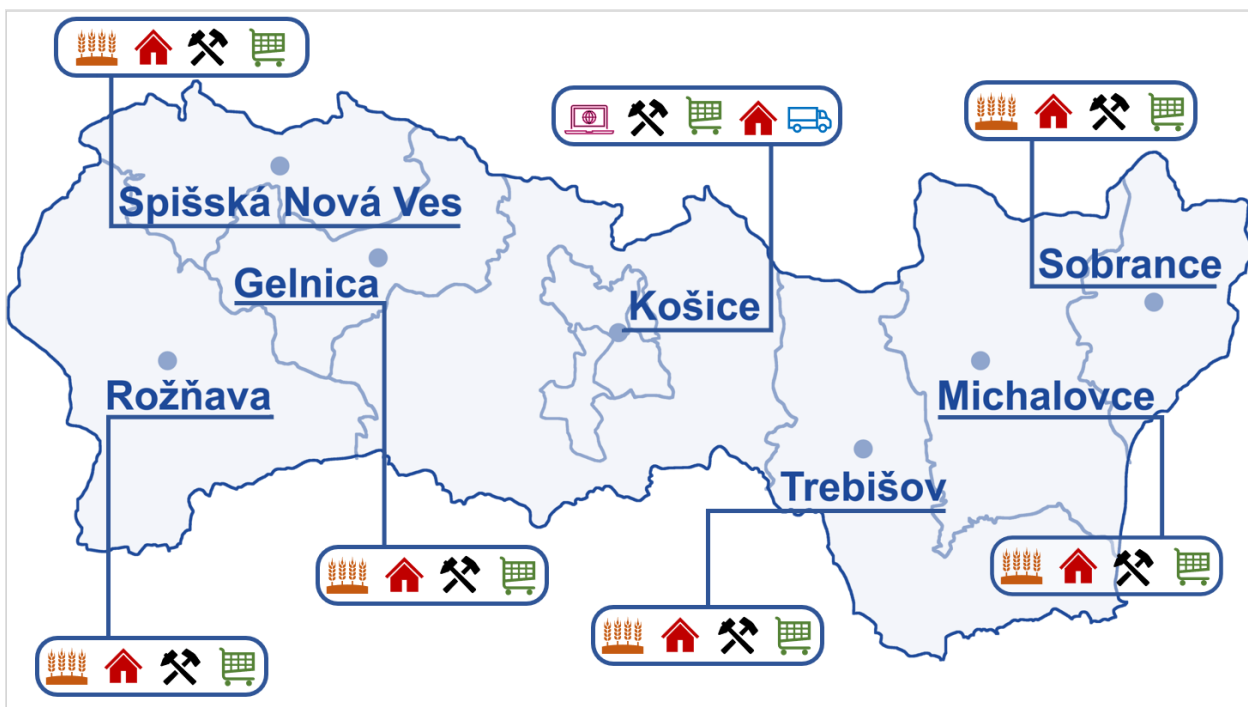 Spišská Nová Ves
Gelnica
Košice
Sobrance
Rožňava
Michalovce
Trebišov